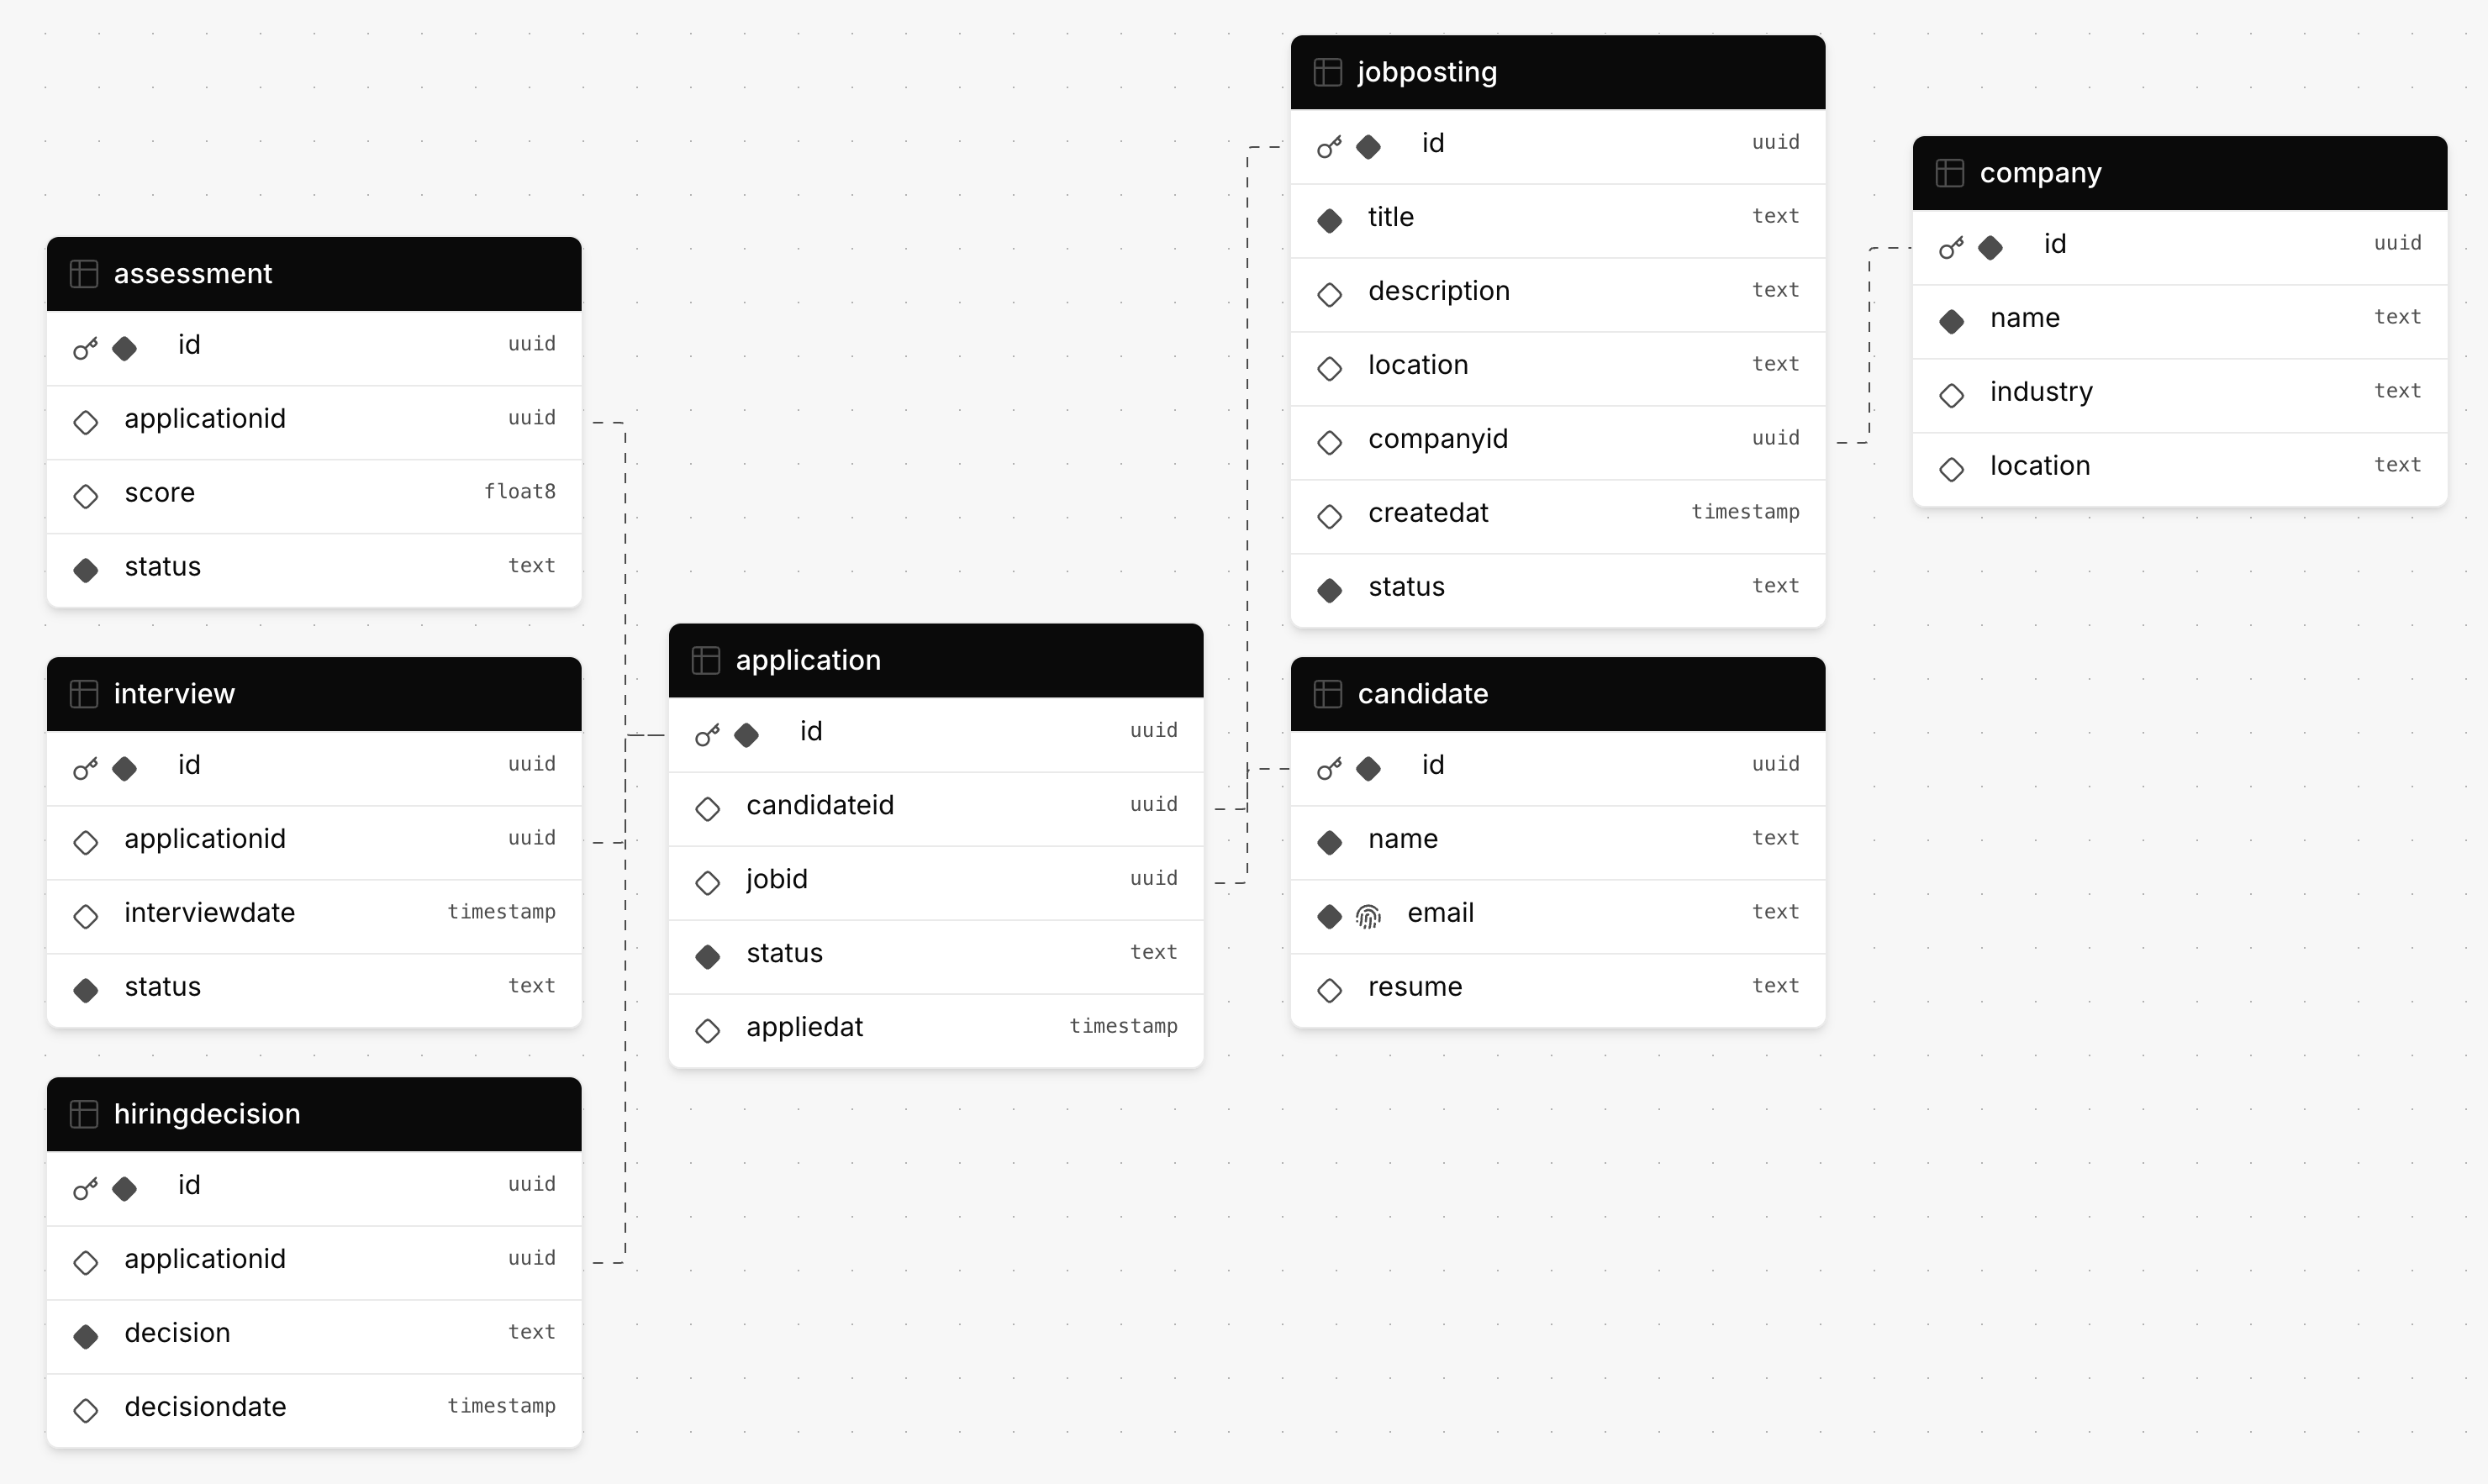 assessment
id uuid
applicationid uuid
score float8
status text
interview
id uuid
applicationid uuid
interviewdate timestamp
status text
hiringdecision
id uuid
applicationid uuid
decision text
decisiondate timestamp
application
id uuid
candidateid uuid
jobid uuid
status text
appliedat timestamp
jobposting
id uuid
title text
description text
location text
companyid uuid
createdat timestamp
status text
candidate
id uuid
name text
email text
resume text
company
id uuid
name text
industry text
location text